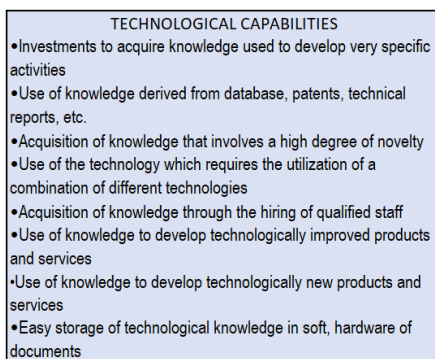 TECHNOLOGICAL CAPABILITIES
•Investments to acquire knowledge used to develop very specific
activities
•Use of knowledge derived from database, patents, technical
reports, etc.
•Acquisition of knowledge that involves a high degree of novelty
•Use of the technology which requires the utilization of a
combination of different technologies
•Acquisition of knowledge through the hiring of qualified staff
•Use of knowledge to develop technologically improved products
and services
•Use of knowledge to develop technologically new products and
services
•Easy storage of technological knowledge in soft, hardware of
documents